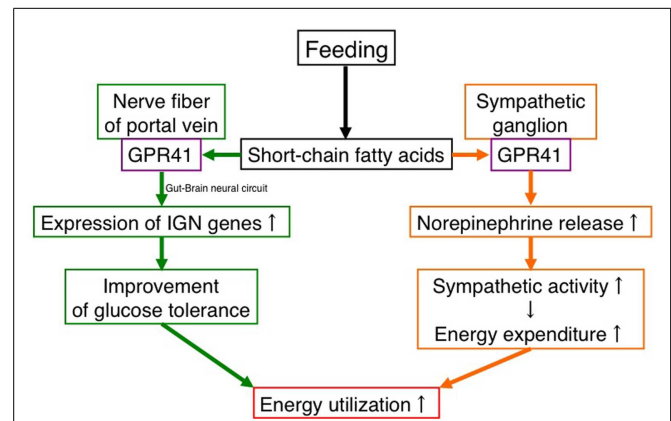 Feeding
Nerve fiber
of portal vein
GPR41
Short-chain fatty acids
Sympathetic
ganglion
GPR41
Gut-Brain neural circuit
Expression of IGN genes ↑
Norepinephrine release ↑
Improvement
of glucose tolerance
Sympathetic activity ↑
↓
Energy expenditure ↑
Energy utilization ↑